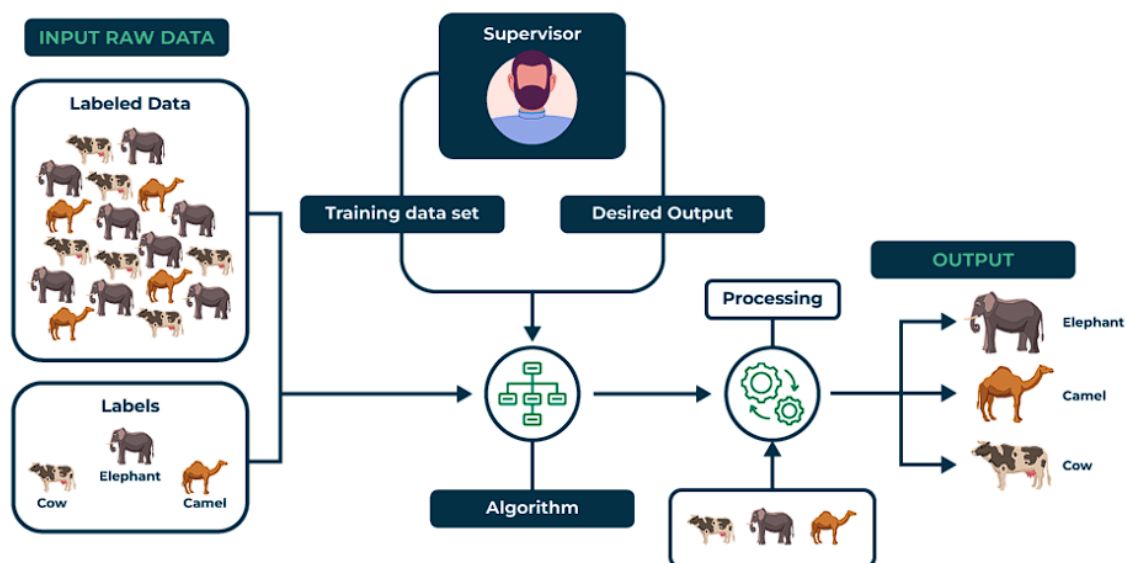 INPUT RAW DATA
Labeled Data
Supervisor
Training data set
Desired Output
OUTPUT
Processing
Elephant
Camel
Cow
Labels
Elephant
Cow
Camel
Algorithm